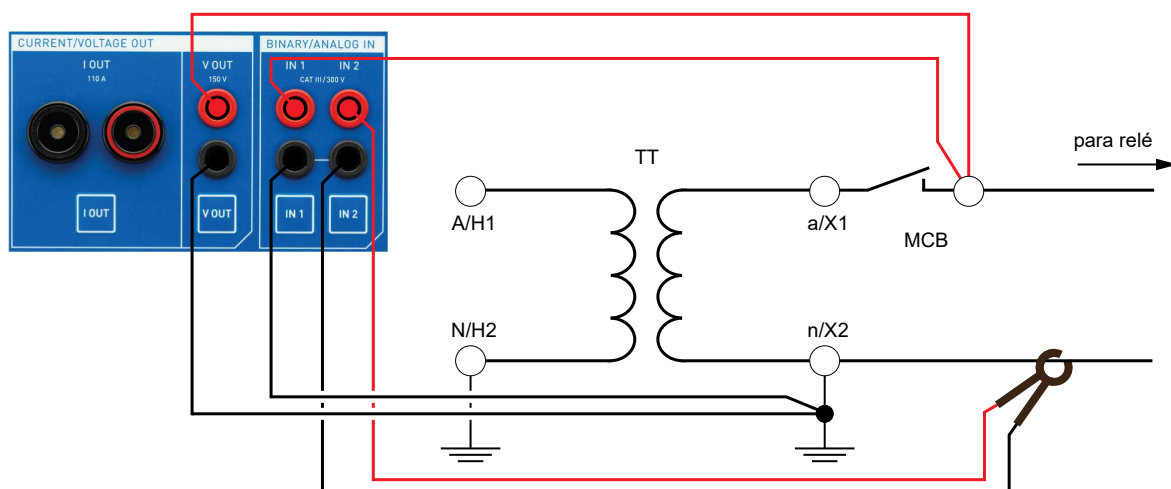 CURRENT/VOLTAGE OUT
BINARY/ANALOG IN
I OUT
110 A
V OUT
150 V
IN 1
IN 2
CAT III/300 V
I OUT
V OUT
IN 1
IN 2
TT
para relé
A/H1
a/X1
MCB
N/H2
n/X2